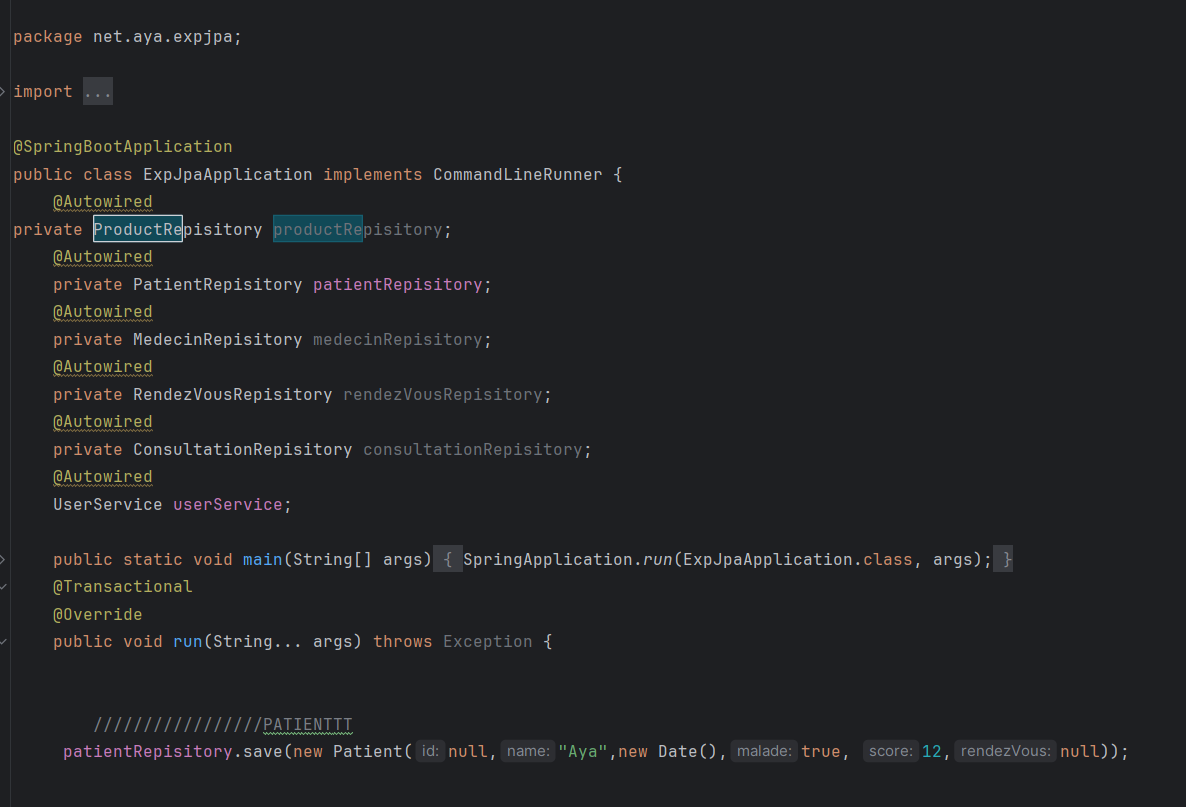 package net.aya.expjpa;
import ...
@SpringBootApplication
public class ExpJpaApplication implements CommandLineRunner {
@Autowired
private ProductRepisitory productRepisitory;
@Autowired
private PatientRepisitory patientRepisitory;
@Autowired
private MedecinRepisitory medecinRepisitory;
@Autowired
private RendezVousRepisitory rendezVousRepisitory;
@Autowired
private ConsultationRepisitory consultationRepisitory;
@Autowired
UserService userService;
public static void main(String[] args) { SpringApplication.run(ExpJpaApplication.class, args); }
@Transactional
@Override
public void run(String... args) throws Exception {
/////////////////PATIENTTT
patientRepisitory.save(new Patient( id: null, name: "Aya",new Date(), malade: true, score: 12, rendezVous: null));